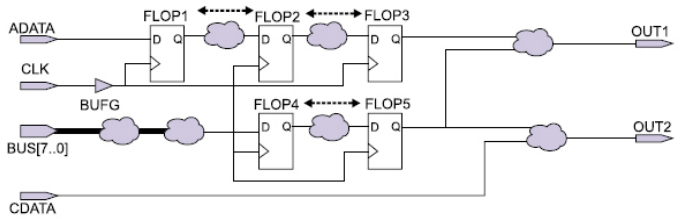 FLOP1 FLOP2 FLOP3
ADATA D Q D Q D Q OUT1
CLK
BUFG
FLOP4 FLOP5
D Q D Q
BUS[7..0] OUT2
CDATA